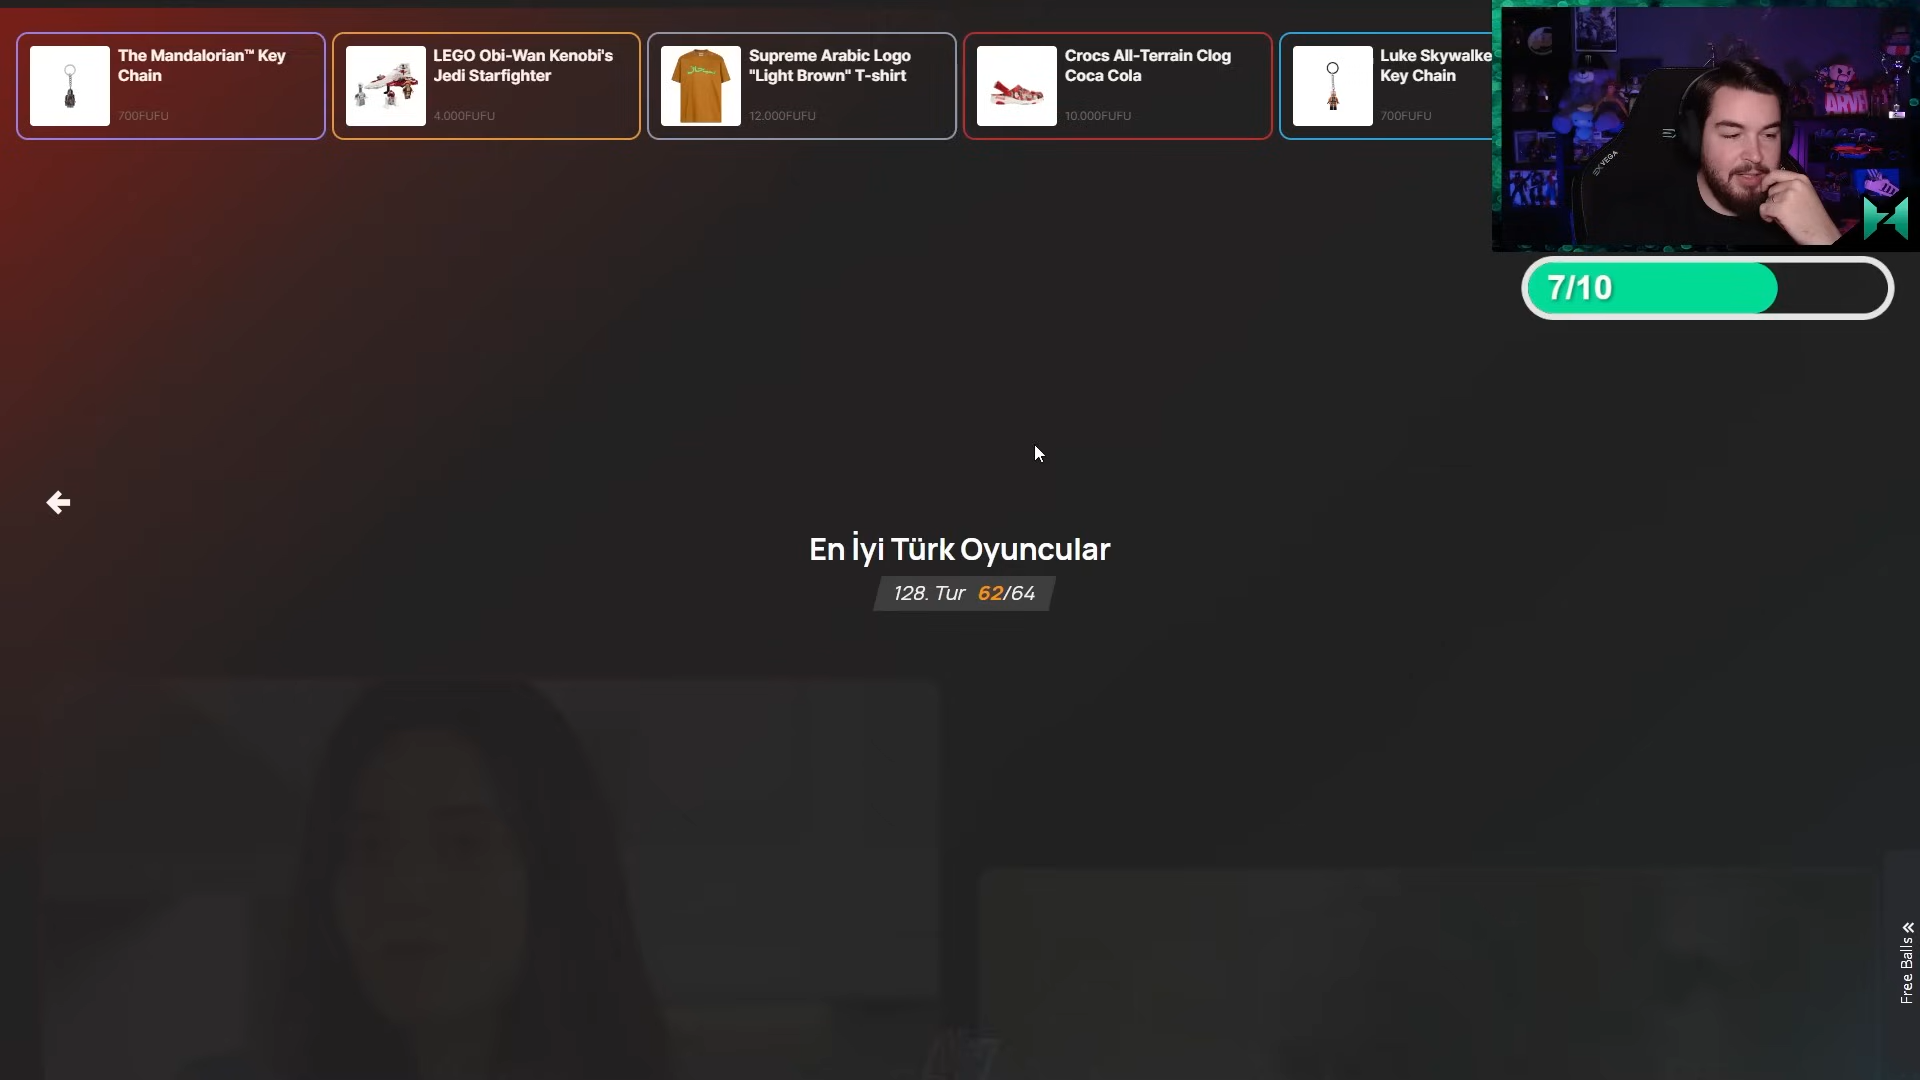 The Mandalorian™ Key
Chain
700FUFU
LEGO Obi-Wan Kenobi's
Jedi Starfighter
4.000FUFU
Supreme Arabic Logo
"Light Brown" T-shirt
12.000FUFU
Crocs All-Terrain Clog
Coca Cola
10.000FUFU
Luke Skywalke
Key Chain
700FUFU
VEGA
MARVEL
7/10
En İyi Türk Oyuncular
128. Tur 62/64
Free Balls